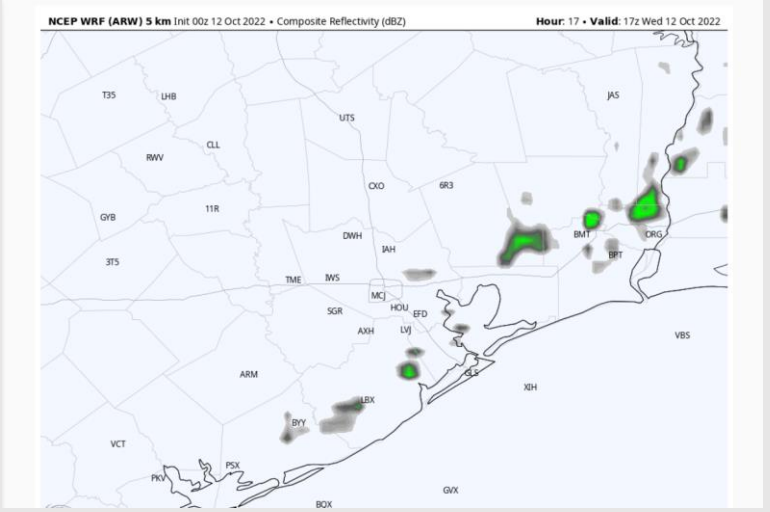 NCEP WRF (ARW) 5 km Init 00z 12 Oct 2022 • Composite Reflectivity (dBZ) Hour: 17 • Valid: 17z Wed 12 Oct 2022
T35 LHB JAS
UTS
CLL
RWV
CXO 6R3
11R
GYB
DWH BMT ORG
IAH
BPT
3T5
TME IWS
MCJ
HOU
SGR EFD
AXH LVJ
VBS
ARM GLS
XIH
LBX
BYY
VCT
PSX
PKV
GVX
BQX